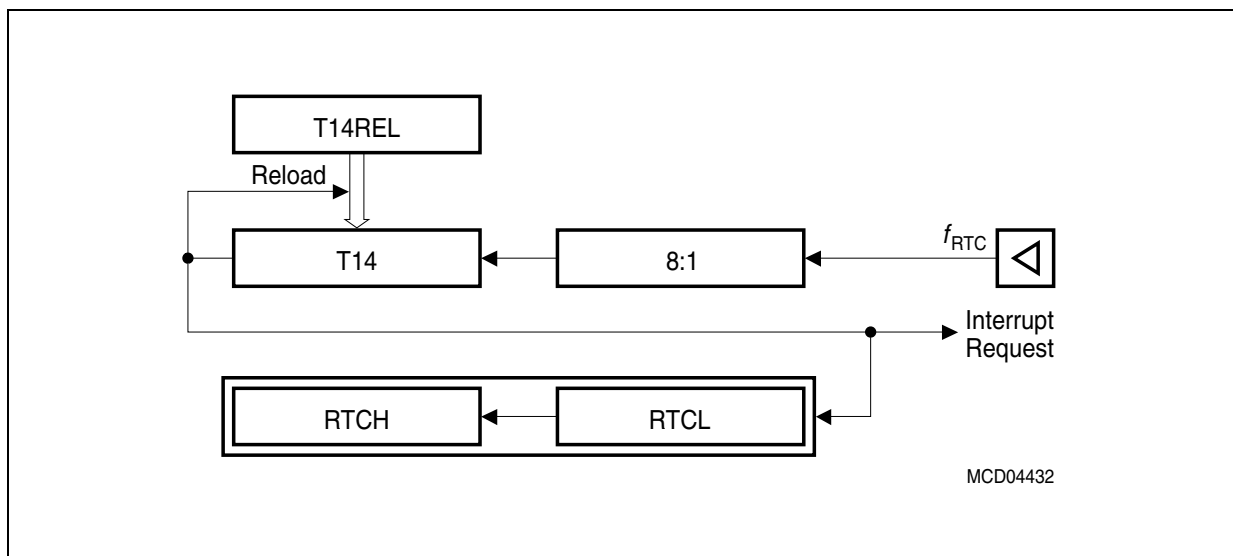 T14REL
Reload
T14
8:1
fRTC
Interrupt
Request
RTCH
RTCL
MCD04432